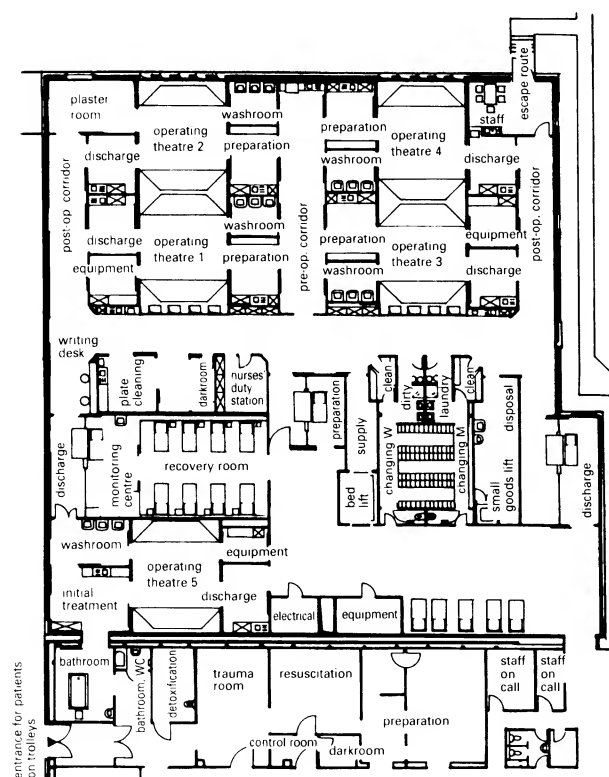 plaster
room
washroom
operating
theatre 2
preparation
discharge
preparation
operating
theatre 4
washroom
staff
escape route
discharge
post-op. corridor
discharge
equipment
operating
theatre 1
washroom
preparation
pre-op. corridor
preparation
washroom
operating
theatre 3
equipment
discharge
post-op. corridor
writing
desk
plate
cleaning
darkroom
nurses'
duty
station
preparation
supply
bed
lift
clean
dirty
laundry
clean
changing W
changing M
disposal
small
goods lift
discharge
discharge
monitoring
centre
recovery room
washroom
initial
treatment
operating
theatre 5
equipment
discharge
electrical
equipment
bathroom
bathroom, WC
detoxification
trauma
room
resuscitation
control room
darkroom
preparation
staff
on
call
staff
on
call
entrance for patients
on trolleys